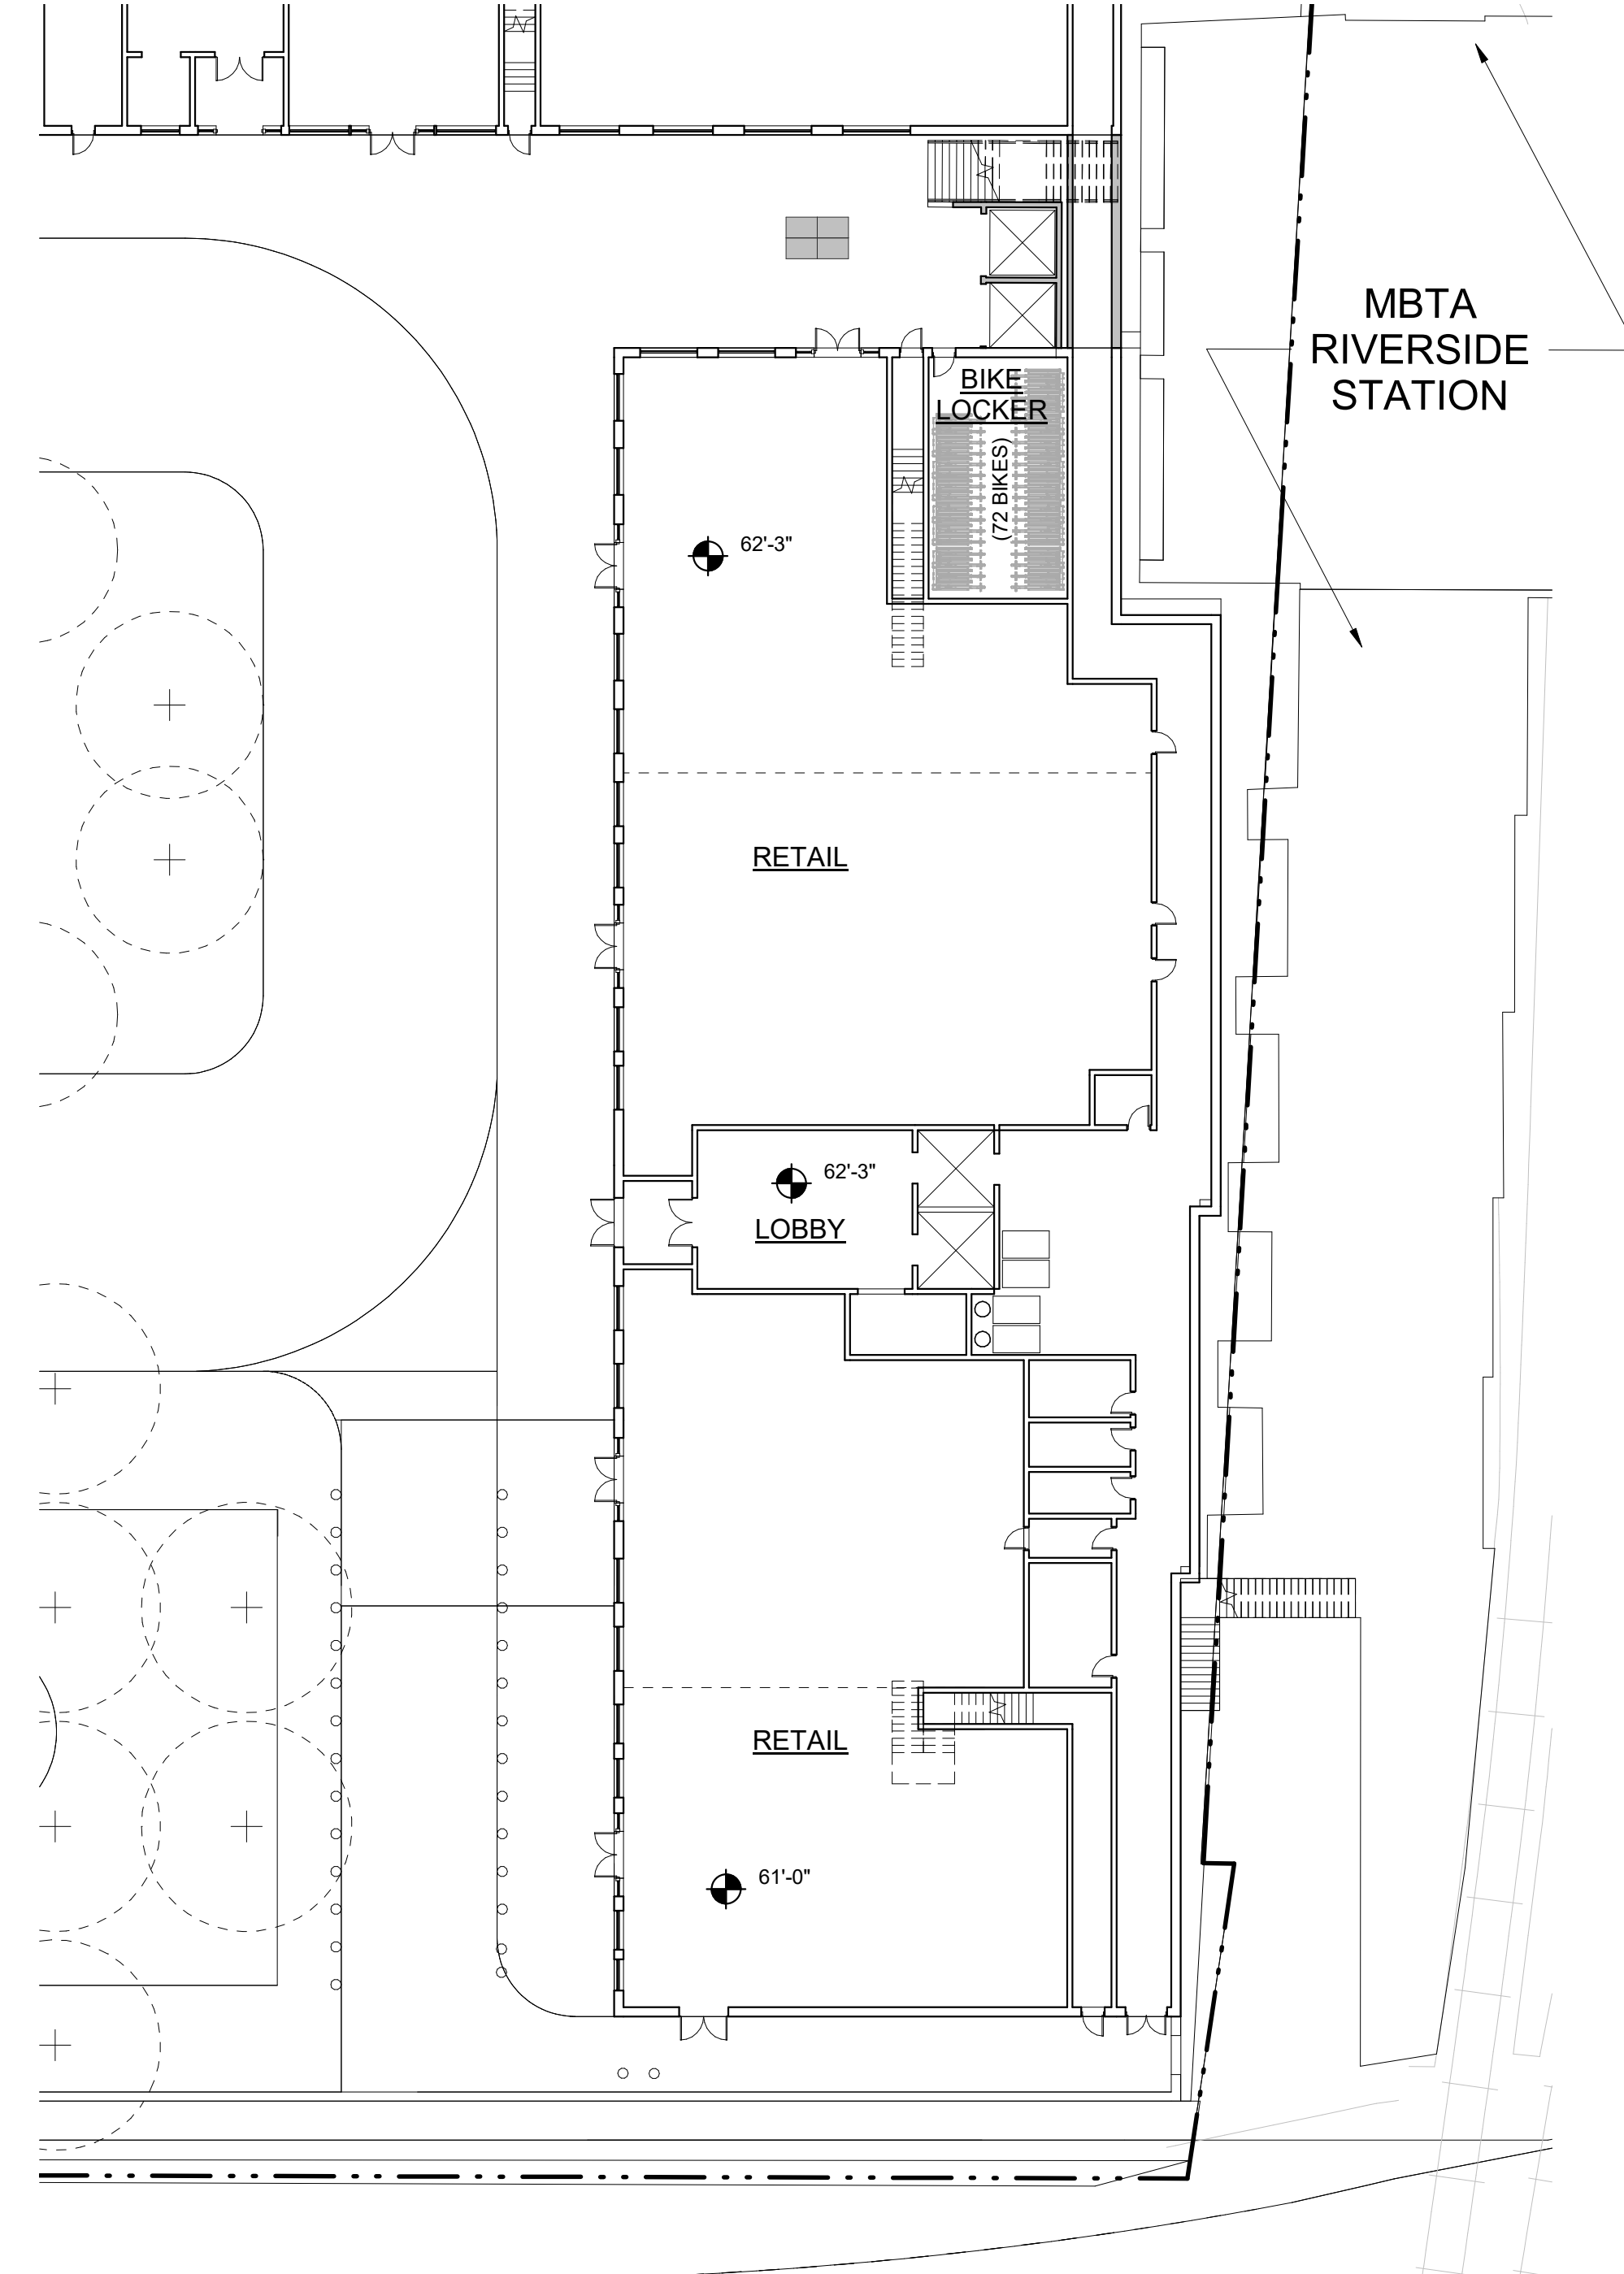 MBTA
RIVERSIDE
STATION
BIKE
LOCKER
(72 BIKES)
62'-3"
RETAIL
62'-3"
LOBBY
RETAIL
61'-0"